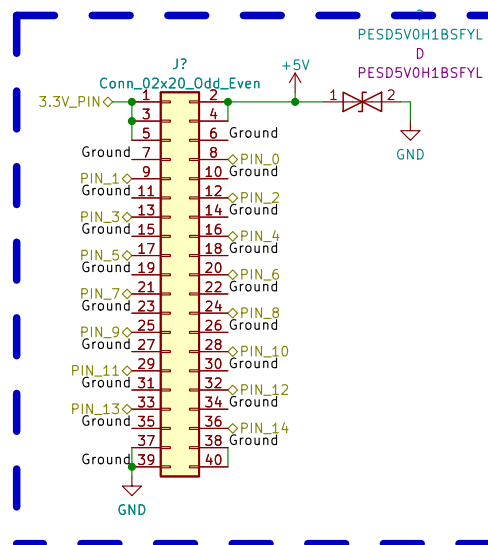 PESD5V0H1BSFYL
D
PESD5V0H1BSFYL
J?
Conn_02x20_Odd_Even
+5V
3.3V_PIN 1 2 1 2
3 4
5 6 Ground
GND
Ground 7 8 PIN_0
PIN_1 9 10 Ground
Ground 11 12 PIN_2
PIN_3 13 14 Ground
Ground 15 16 PIN_4
PIN_5 17 18 Ground
Ground 19 20 PIN_6
PIN_7 21 22 Ground
Ground 23 24 PIN_8
PIN_9 25 26 Ground
Ground 27 28 PIN_10
PIN_11 29 30 Ground
Ground 31 32 PIN_12
PIN_13 33 34 Ground
Ground 35 36 PIN_14
37 38 Ground
Ground 39 40
GND